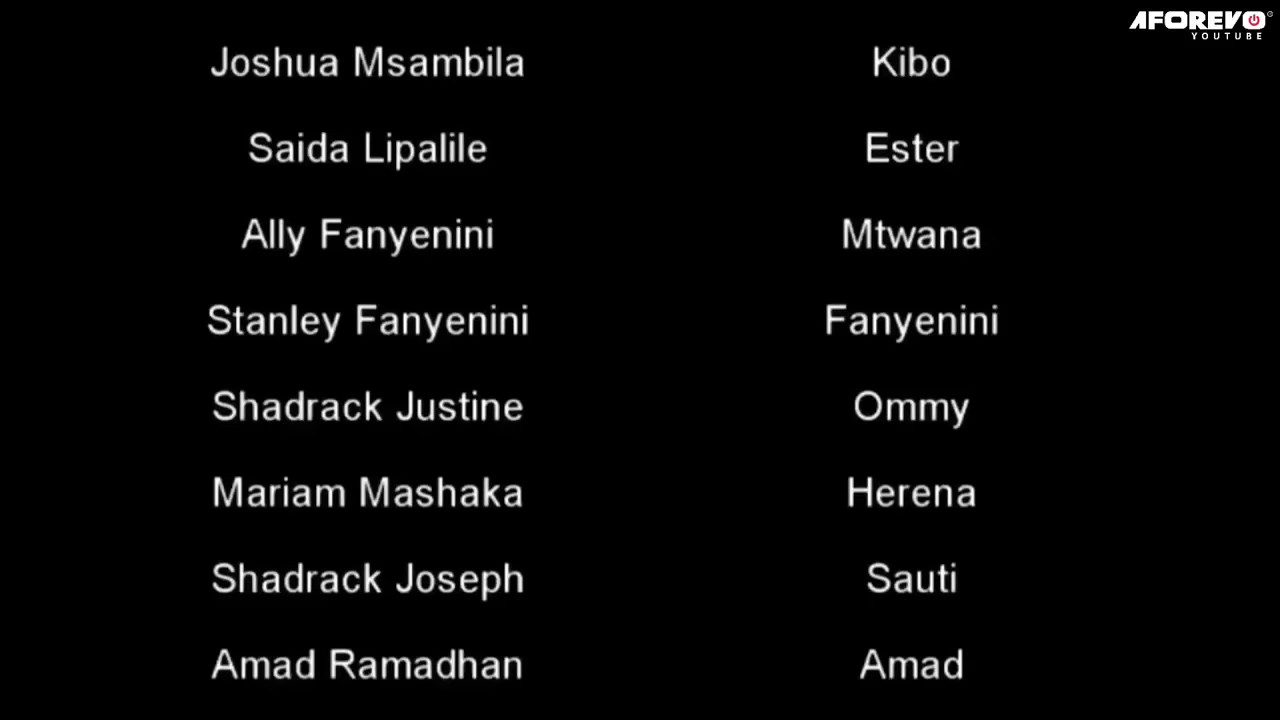 AFOREVO
YOUTUBE
Joshua Msambila Kibo
Saida Lipalile Ester
Ally Fanyenini Mtwana
Stanley Fanyenini Fanyenini
Shadrack Justine Ommy
Mariam Mashaka Herena
Shadrack Joseph Sauti
Amad Ramadhan Amad